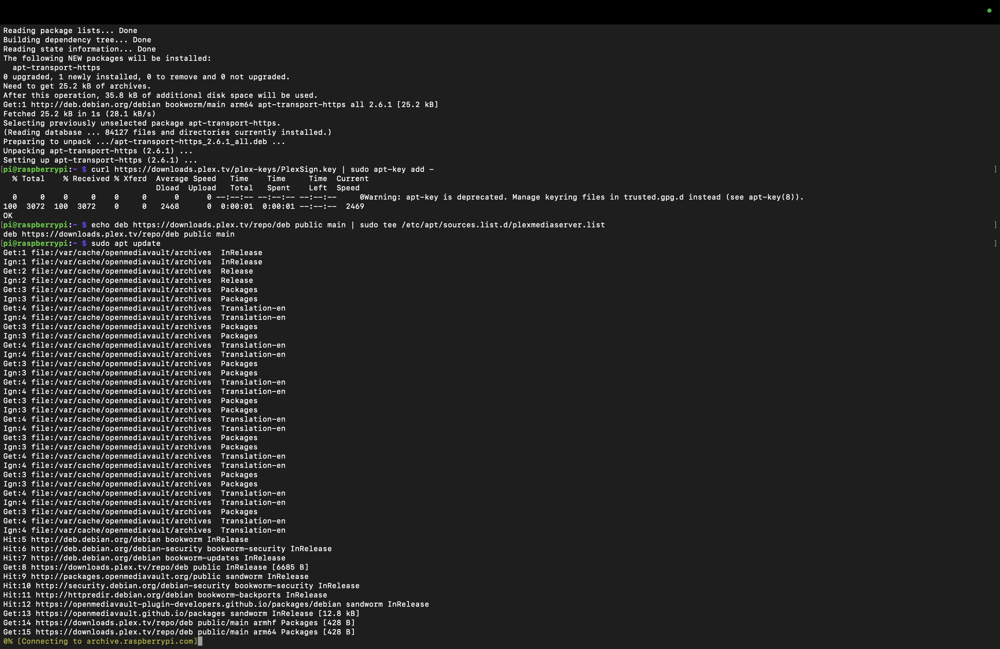 Reading package lists... Done
Building dependency tree... Done
Reading state information... Done
The following NEW packages will be installed:
  apt-transport-https
0 upgraded, 1 newly installed, 0 to remove and 0 not upgraded.
Need to get 25.2 kB of archives.
After this operation, 35.8 kB of additional disk space will be used.
Get:1 http://deb.debian.org/debian bookworm/main arm64 apt-transport-https all 2.6.1 [25.2 kB]
Fetched 25.2 kB in 1s (28.1 kB/s)
Selecting previously unselected package apt-transport-https.
(Reading database ... 84127 files and directories currently installed.)
Preparing to unpack .../apt-transport-https_2.6.1_all.deb ...
Unpacking apt-transport-https (2.6.1) ...
Setting up apt-transport-https (2.6.1) ...
[pi@raspberrypi:~ $ curl https://downloads.plex.tv/plex-keys/PlexSign.key | sudo apt-key add - ]
  % Total    % Received % Xferd  Average Speed   Time    Time     Time  Current
                                 Dload  Upload   Total   Spent    Left  Speed
  0     0    0     0    0     0      0      0 --:--:-- --:--:-- --:--:--     0Warning: apt-key is deprecated. Manage keyring files in trusted.gpg.d instead (see apt-key(8)).
100  3072  100  3072    0     0   2468      0  0:00:01  0:00:01 --:--:--  2469
OK
[pi@raspberrypi:~ $ echo deb https://downloads.plex.tv/repo/deb public main | sudo tee /etc/apt/sources.list.d/plexmediaserver.list ]
deb https://downloads.plex.tv/repo/deb public main
[pi@raspberrypi:~ $ sudo apt update ]
Get:1 file:/var/cache/openmediavault/archives  InRelease
Ign:1 file:/var/cache/openmediavault/archives  InRelease
Get:2 file:/var/cache/openmediavault/archives  Release
Ign:2 file:/var/cache/openmediavault/archives  Release
Get:3 file:/var/cache/openmediavault/archives  Packages
Ign:3 file:/var/cache/openmediavault/archives  Packages
Get:4 file:/var/cache/openmediavault/archives  Translation-en
Ign:4 file:/var/cache/openmediavault/archives  Translation-en
Get:3 file:/var/cache/openmediavault/archives  Packages
Ign:3 file:/var/cache/openmediavault/archives  Packages
Get:4 file:/var/cache/openmediavault/archives  Translation-en
Ign:4 file:/var/cache/openmediavault/archives  Translation-en
Get:3 file:/var/cache/openmediavault/archives  Packages
Ign:3 file:/var/cache/openmediavault/archives  Packages
Get:4 file:/var/cache/openmediavault/archives  Translation-en
Ign:4 file:/var/cache/openmediavault/archives  Translation-en
Get:3 file:/var/cache/openmediavault/archives  Packages
Ign:3 file:/var/cache/openmediavault/archives  Packages
Get:4 file:/var/cache/openmediavault/archives  Translation-en
Ign:4 file:/var/cache/openmediavault/archives  Translation-en
Get:3 file:/var/cache/openmediavault/archives  Packages
Ign:3 file:/var/cache/openmediavault/archives  Packages
Get:4 file:/var/cache/openmediavault/archives  Translation-en
Ign:4 file:/var/cache/openmediavault/archives  Translation-en
Get:3 file:/var/cache/openmediavault/archives  Packages
Ign:3 file:/var/cache/openmediavault/archives  Packages
Get:4 file:/var/cache/openmediavault/archives  Translation-en
Ign:4 file:/var/cache/openmediavault/archives  Translation-en
Get:3 file:/var/cache/openmediavault/archives  Packages
Get:4 file:/var/cache/openmediavault/archives  Translation-en
Ign:4 file:/var/cache/openmediavault/archives  Translation-en
Hit:5 http://deb.debian.org/debian bookworm InRelease
Hit:6 http://deb.debian.org/debian-security bookworm-security InRelease
Hit:7 http://deb.debian.org/debian bookworm-updates InRelease
Get:8 https://downloads.plex.tv/repo/deb public InRelease [6685 B]
Hit:9 http://packages.openmediavault.org/public sandworm InRelease
Hit:10 http://security.debian.org/debian-security bookworm-security InRelease
Hit:11 http://httpredir.debian.org/debian bookworm-backports InRelease
Hit:12 https://openmediavault-plugin-developers.github.io/packages/debian sandworm InRelease
Get:13 https://openmediavault.github.io/packages sandworm InRelease [12.8 kB]
Get:14 https://downloads.plex.tv/repo/deb public/main armhf Packages [428 B]
Get:15 https://downloads.plex.tv/repo/deb public/main arm64 Packages [428 B]
0% [Connecting to archive.raspberrypi.com]